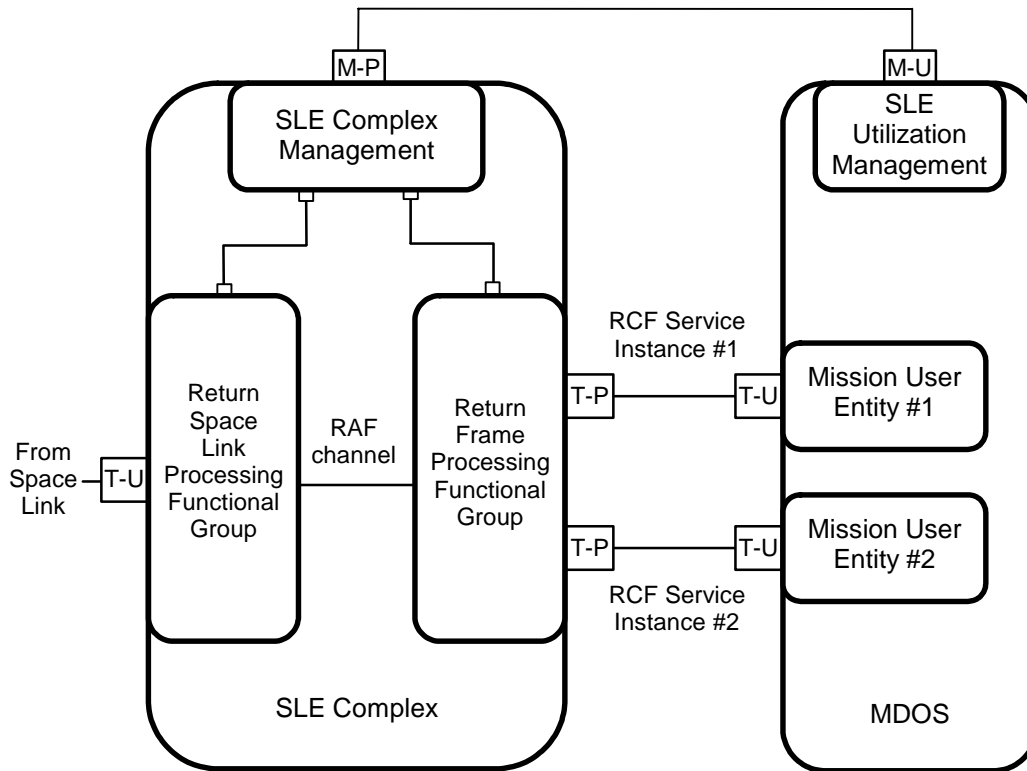 M-P
M-U
SLE Complex
Management
SLE
Utilization
Management
RCF Service
Instance #1
Return
Space
Link
Processing
Functional
Group
RAF
channel
Return
Frame
Processing
Functional
Group
T-P
T-U
Mission User
Entity #1
From
Space
Link
T-U
T-P
T-U
Mission User
Entity #2
RCF Service
Instance #2
SLE Complex
MDOS